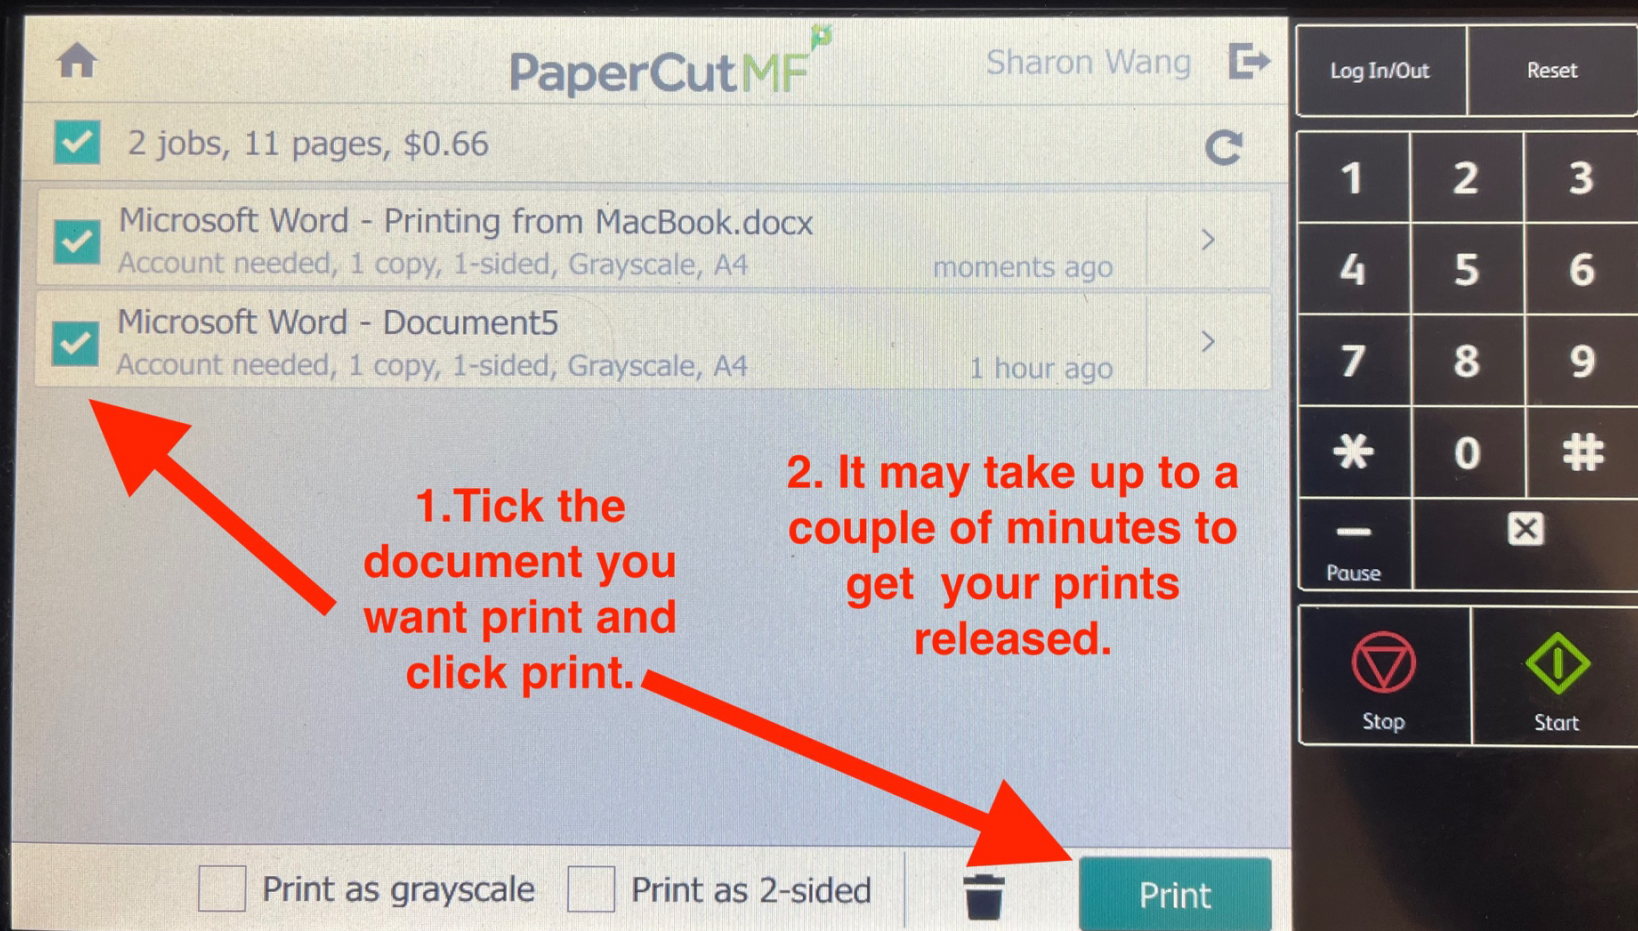 PaperCutMF
Sharon Wang
2 jobs, 11 pages, $0.66
Microsoft Word - Printing from MacBook.docx
Account needed, 1 copy, 1-sided, Grayscale, A4
moments ago
Microsoft Word - Document5
Account needed, 1 copy, 1-sided, Grayscale, A4
1 hour ago
1.Tick the
document you
want print and
click print.
2. It may take up to a
couple of minutes to
get  your prints
released.
Print as grayscale
Print as 2-sided
Print
Log In/Out
Reset
1 2 3
4 5 6
7 8 9
* 0 #
Pause
Stop
Start